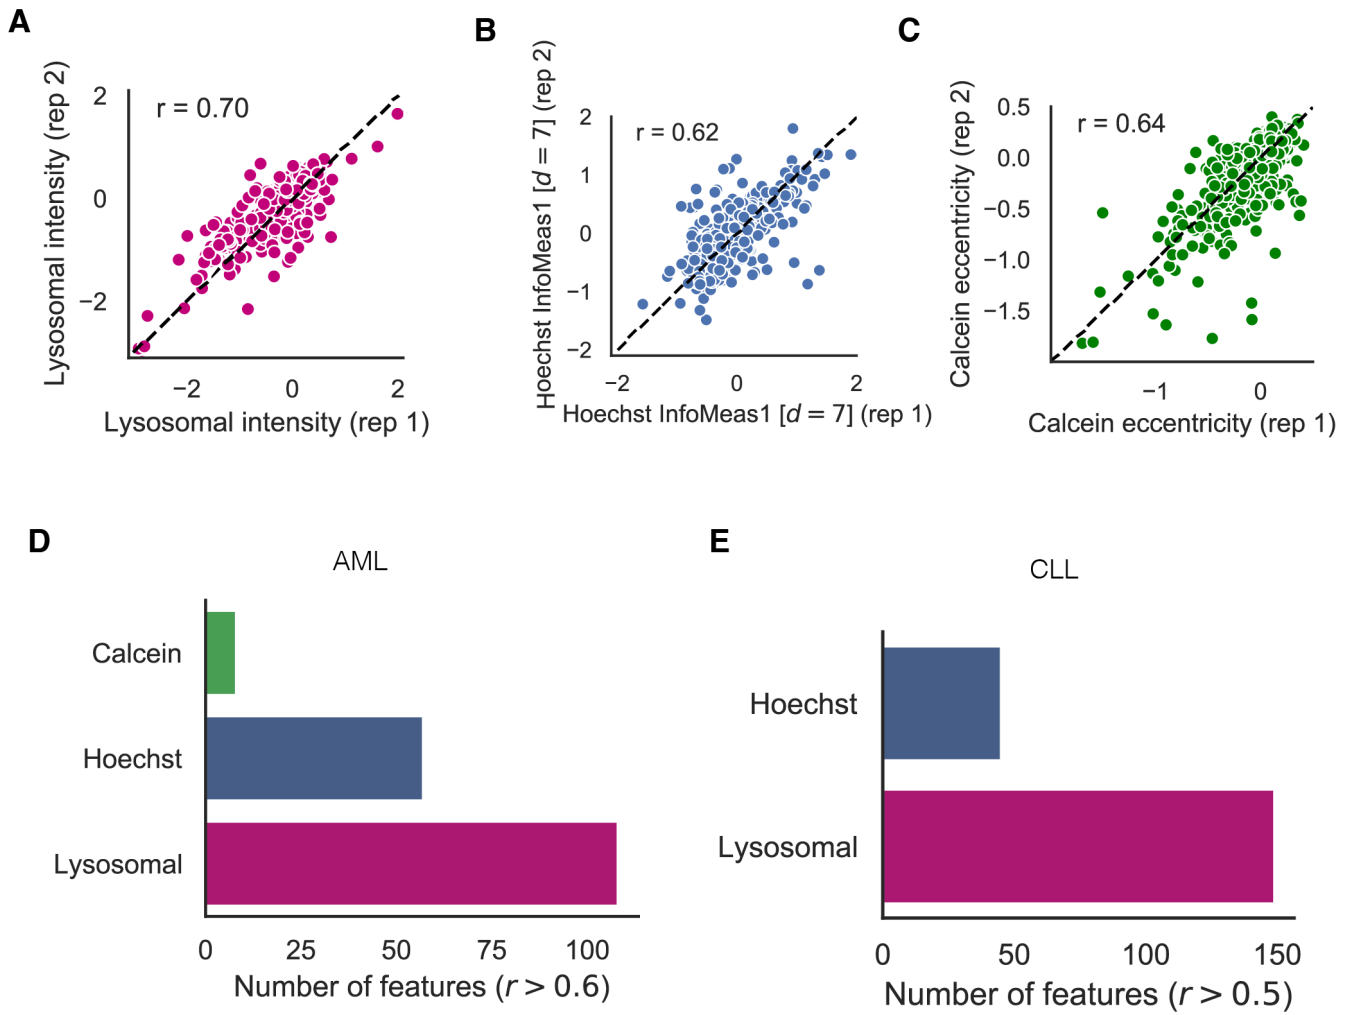 A
Lysosomal intensity (rep 2)
r = 0.70
2
0
−2
−2 0 2
Lysosomal intensity (rep 1)
B
Hoechst InfoMeas1 [d = 7] (rep 2)
r = 0.62
2
1
0
−1
−2
−2 0 2
Hoechst InfoMeas1 [d = 7] (rep 1)
C
Calcein eccentricity (rep 2)
r = 0.64
0.5
0.0
−0.5
−1.0
−1.5
−1 0
Calcein eccentricity (rep 1)
D
AML
Calcein
Hoechst
Lysosomal
0 25 50 75 100
Number of features (r > 0.6)
E
CLL
Hoechst
Lysosomal
0 50 100 150
Number of features (r > 0.5)